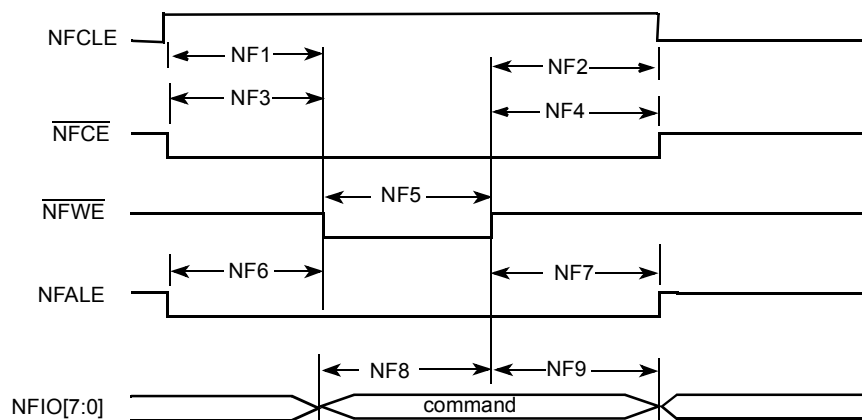 NFCLE
NF1
NF2
NF3
NF4
NFCE
NF5
NFWE
NF6
NF7
NFALE
NF8
NF9
NFIO[7:0]
command